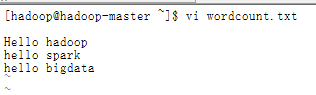 [hadoop@hadoop-master ~]$ vi wordcount.txt
Hello hadoop
hello spark
hello bigdata
~
~